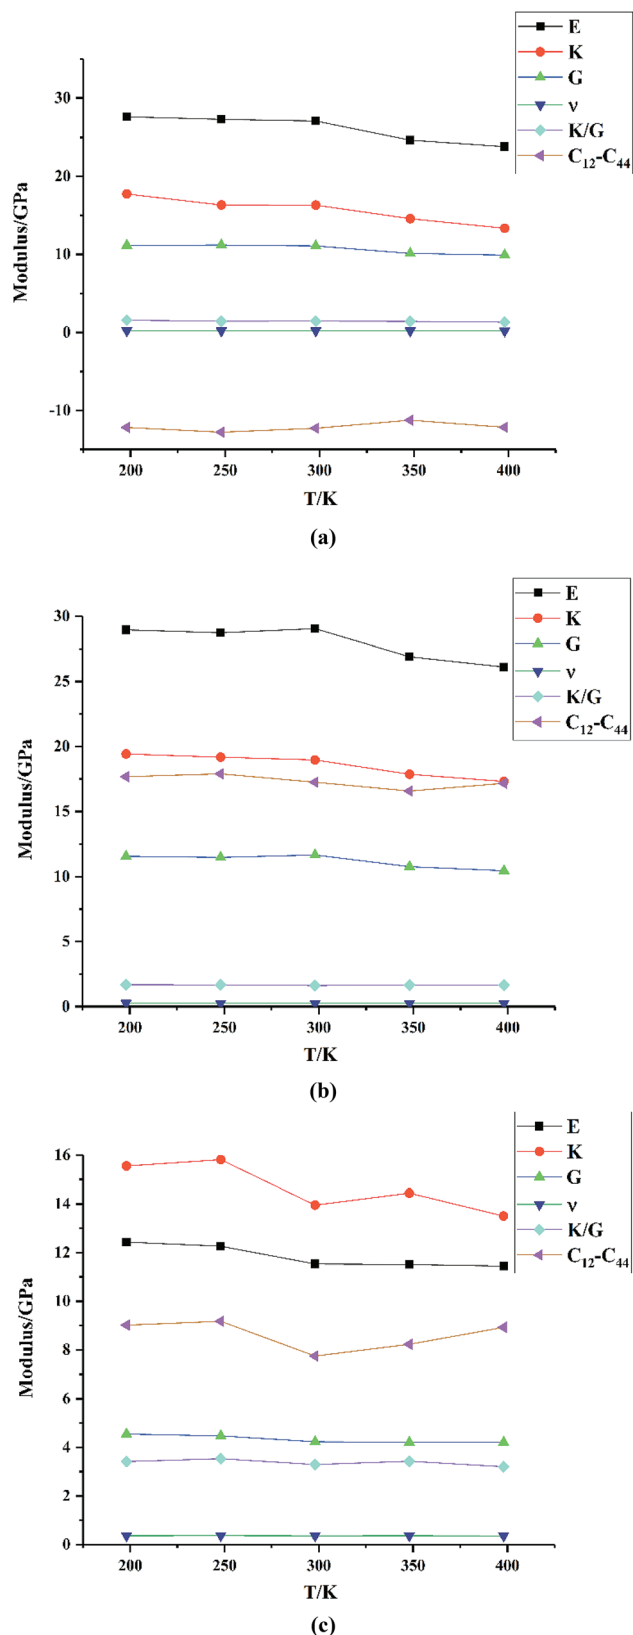 E
K
G
ν
K/G
C₁₂-C₄₄
30
20
10
0
-10
Modulus/GPa
200
250
300
350
400
T/K
(a)
E
K
G
ν
K/G
C₁₂-C₄₄
30
25
20
15
10
5
0
Modulus/GPa
200
250
300
350
400
T/K
(b)
E
K
G
ν
K/G
C₁₂-C₄₄
16
14
12
10
8
6
4
2
0
Modulus/GPa
200
250
300
350
400
T/K
(c)